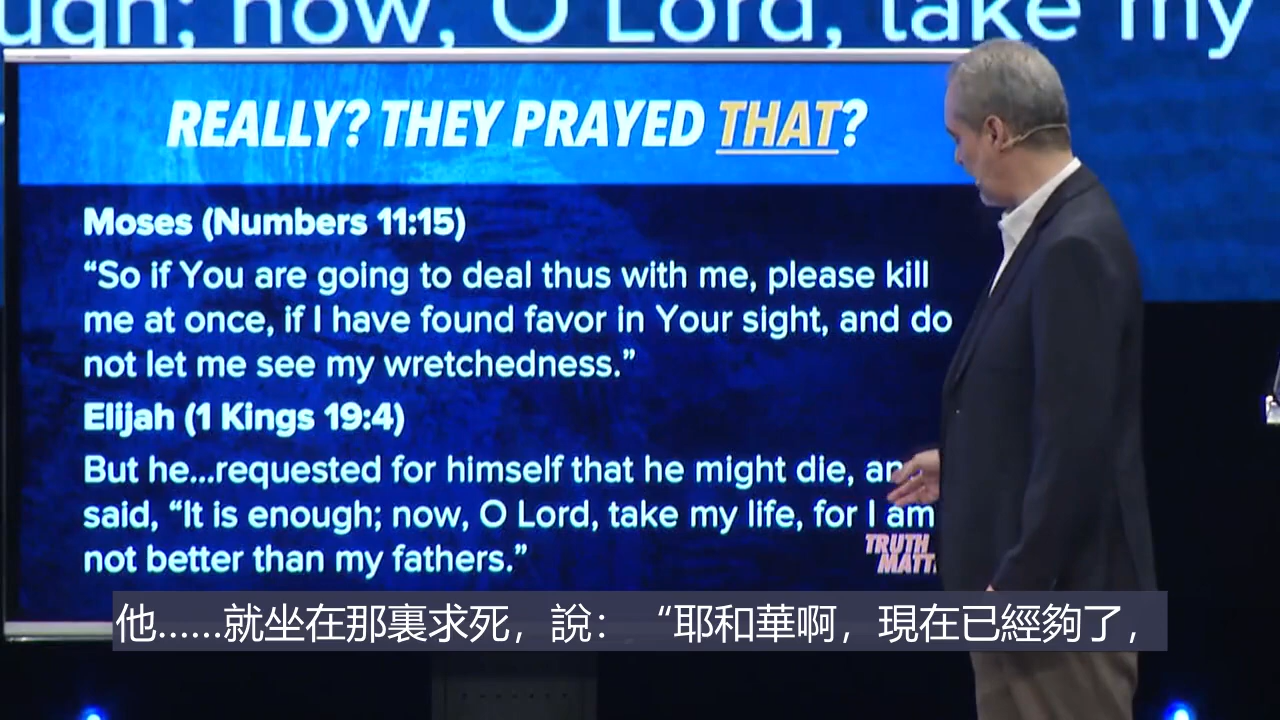 ugh; now, O Lord, take my
REALLY? THEY PRAYED THAT?
Moses (Numbers 11:15)
“So if You are going to deal thus with me, please kill
me at once, if I have found favor in Your sight, and do
not let me see my wretchedness.”
Elijah (1 Kings 19:4)
But he...requested for himself that he might die, an
said, “It is enough; now, O Lord, take my life, for I am
not better than my fathers.”
TRUTH
MATT
他......就坐在那裏求死，說：“耶和華啊，現在已經夠了，